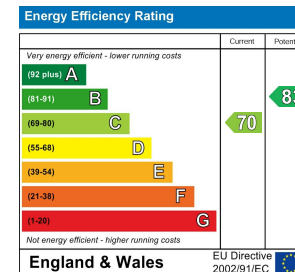 Energy Efficiency Rating
Current
Very energy efficient - lower running costs
(92 plus) A
(81-91) B
(69-80) C
70
(55-68) D
(39-54) E
(21-38) F
(1-20) G
Not energy efficient - higher running costs
England & Wales
EU Directive
2002/91/EC